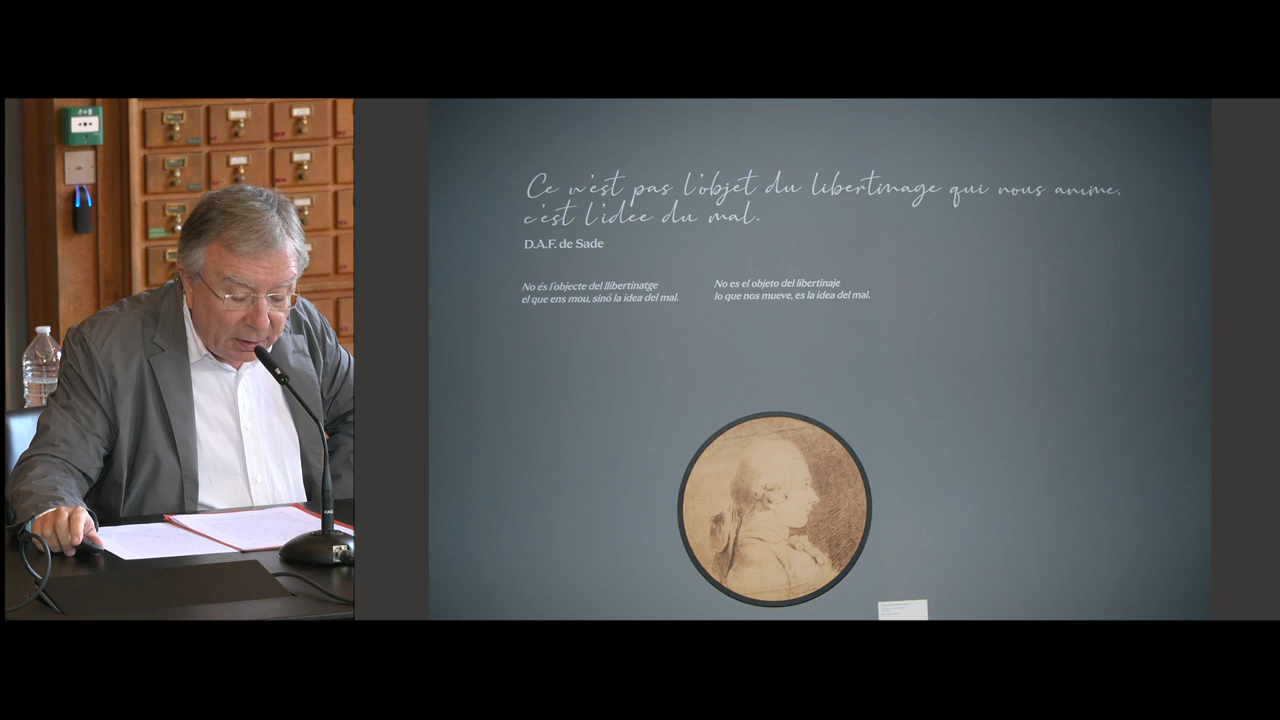 Ce n'est pas l'objet du libertinage qui nous anime,
c'est l'idee du mal.
D.A.F. de Sade
No és l'objecte del llibertinatge
el que ens mou, sinó la idea del mal.
No es el objeto del libertinaje
lo que nos mueve, es la idea del mal.